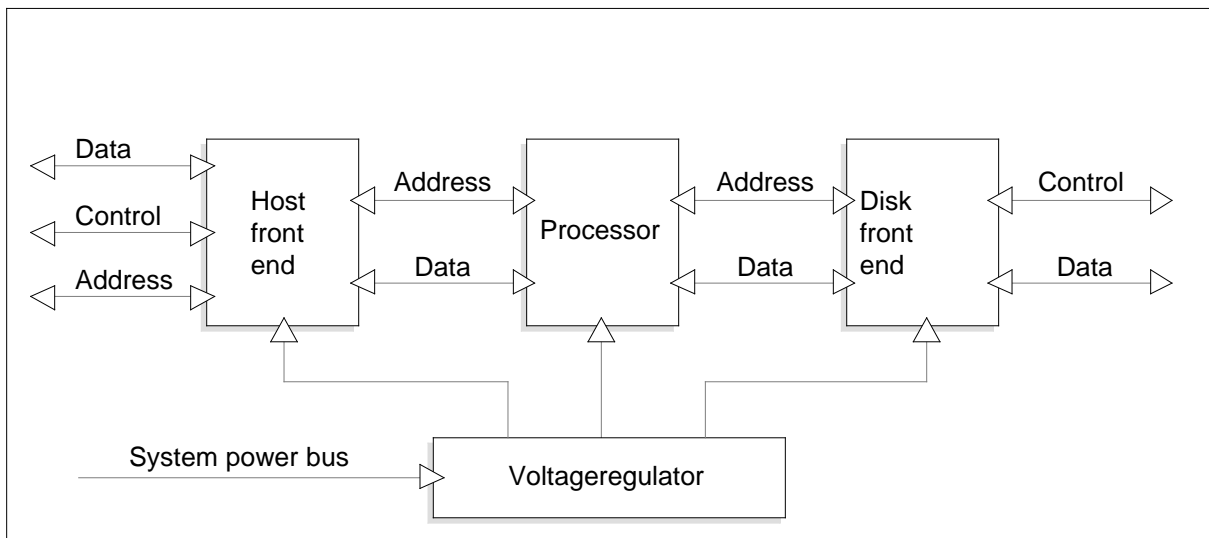 Data
Control
Address
Host
front
end
Address
Data
Processor
Address
Data
Disk
front
end
Control
Data
System power bus
Voltageregulator